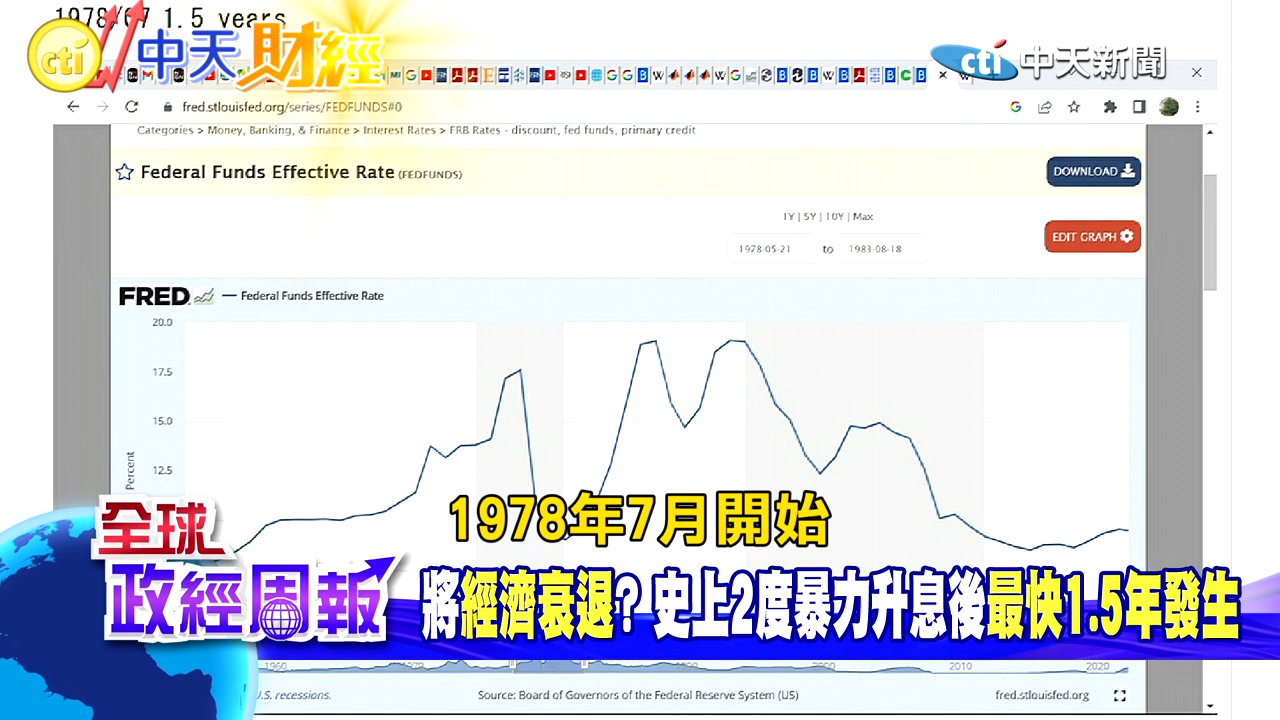 1978/07 1.5 years
cti 中天財經
cti 中天新聞
fred.stlouisfed.org/series/FEDFUNDS#0
Categories > Money, Banking, & Finance > Interest Rates > FRB Rates - discount, fed funds, primary credit
Federal Funds Effective Rate (FEDFUNDS)
DOWNLOAD
1Y | 5Y | 10Y | Max
EDIT GRAPH
1978-05-21 to 1983-08-18
FRED Federal Funds Effective Rate
20.0
17.5
15.0
12.5
Percent
1978年7月開始
全球
政經周報
將經濟衰退? 史上2度暴力升息後最快1.5年發生
1960 1970 1990 2000 2010 2020
U.S. recessions.
Source: Board of Governors of the Federal Reserve System (US)
fred.stlouisfed.org